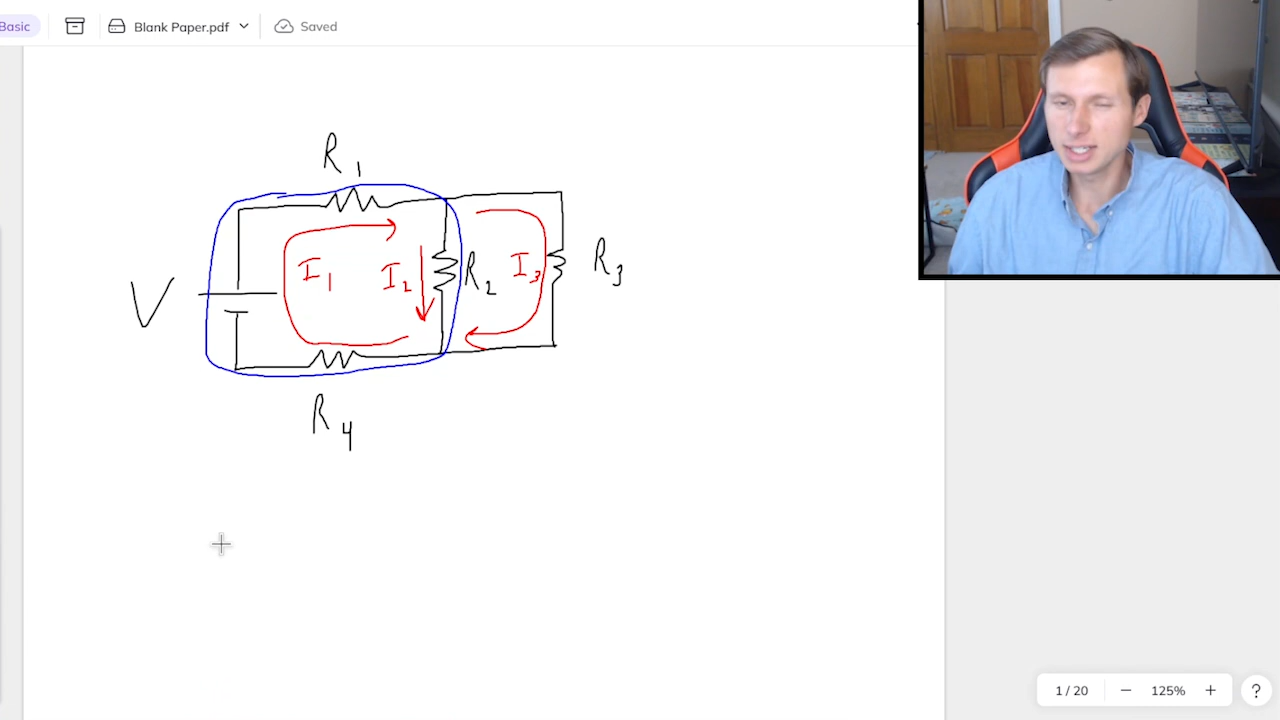 Basic
Blank Paper.pdf
Saved
R1
V
I1
I2
R2
I3
R3
R4
1 / 20
125%
?